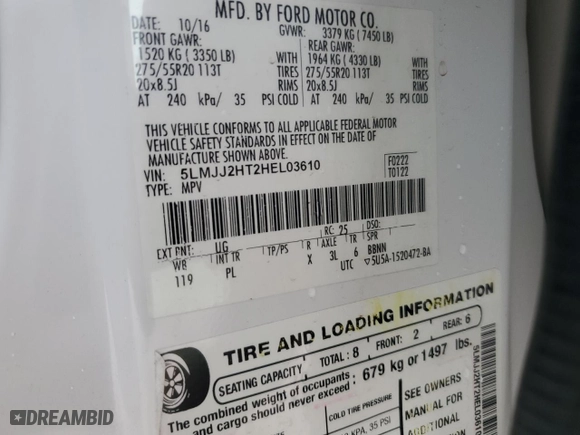 MFD. BY FORD MOTOR CO.
DATE: 10/16 GVWR: 3379 KG ( 7450 LB)
FRONT GAWR: REAR GAWR:
1520 KG ( 3350 LB) WITH 1964 KG ( 4330 LB) WITH
275/55R20 113T TIRES 275/55R20 113T TIRES
20x8.5J RIMS 20x8.5J RIMS
AT 240 kPa/ 35 PSI COLD AT 240 kPa/ 35 PSI COLD
THIS VEHICLE CONFORMS TO ALL APPLICABLE FEDERAL MOTOR
VEHICLE SAFETY STANDARDS IN EFFECT ON THE DATE OF
MANUFACTURE SHOWN ABOVE.
VIN: 5LMJJ2HT2HEL03610 F0222
TYPE: MPV T0122
EXT PNT: UG RC: 25 DSO:
WB INT TR TP/PS R AXLE TR SPR
119 PL X 3L 6 BBNN
UTC 5U5A-1520472-BA
TIRE AND LOADING INFORMATION
SEATING CAPACITY TOTAL: 8 FRONT: 2 REAR: 6
The combined weight of occupants
and cargo should never exceed: 679 kg or 1497 lbs.
COLD TIRE PRESSURE SEE OWNERS
KPA, 35 PSI MANUAL FOR
ADDITIONAL
5LMJJ2HT2HEL03610
DREAMBID